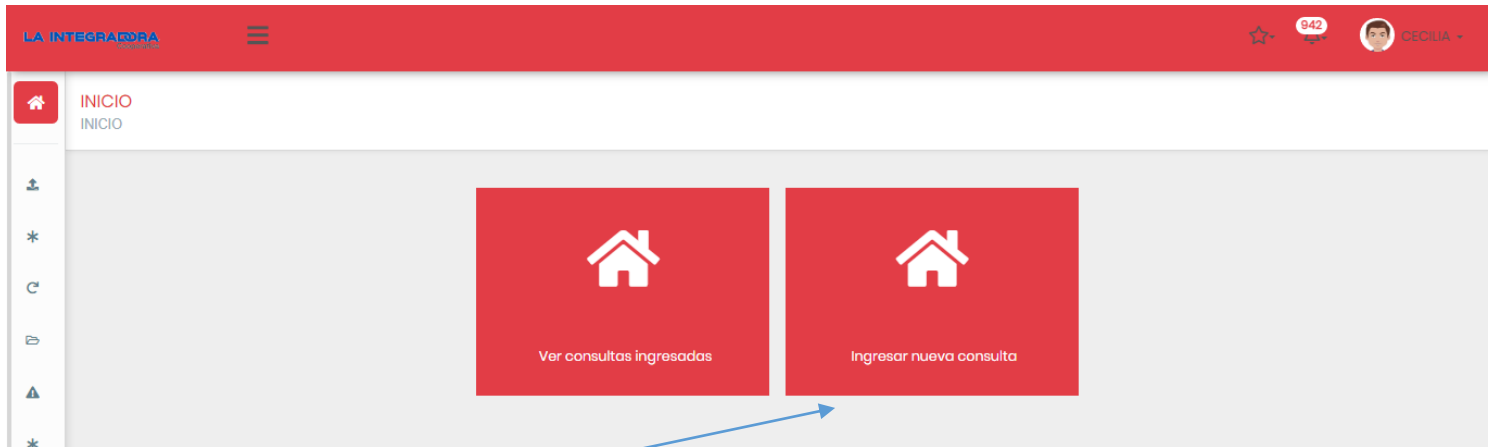 LA INTEGRADORA
942
CECILIA
INICIO
INICIO
Ver consultas ingresadas
Ingresar nueva consulta